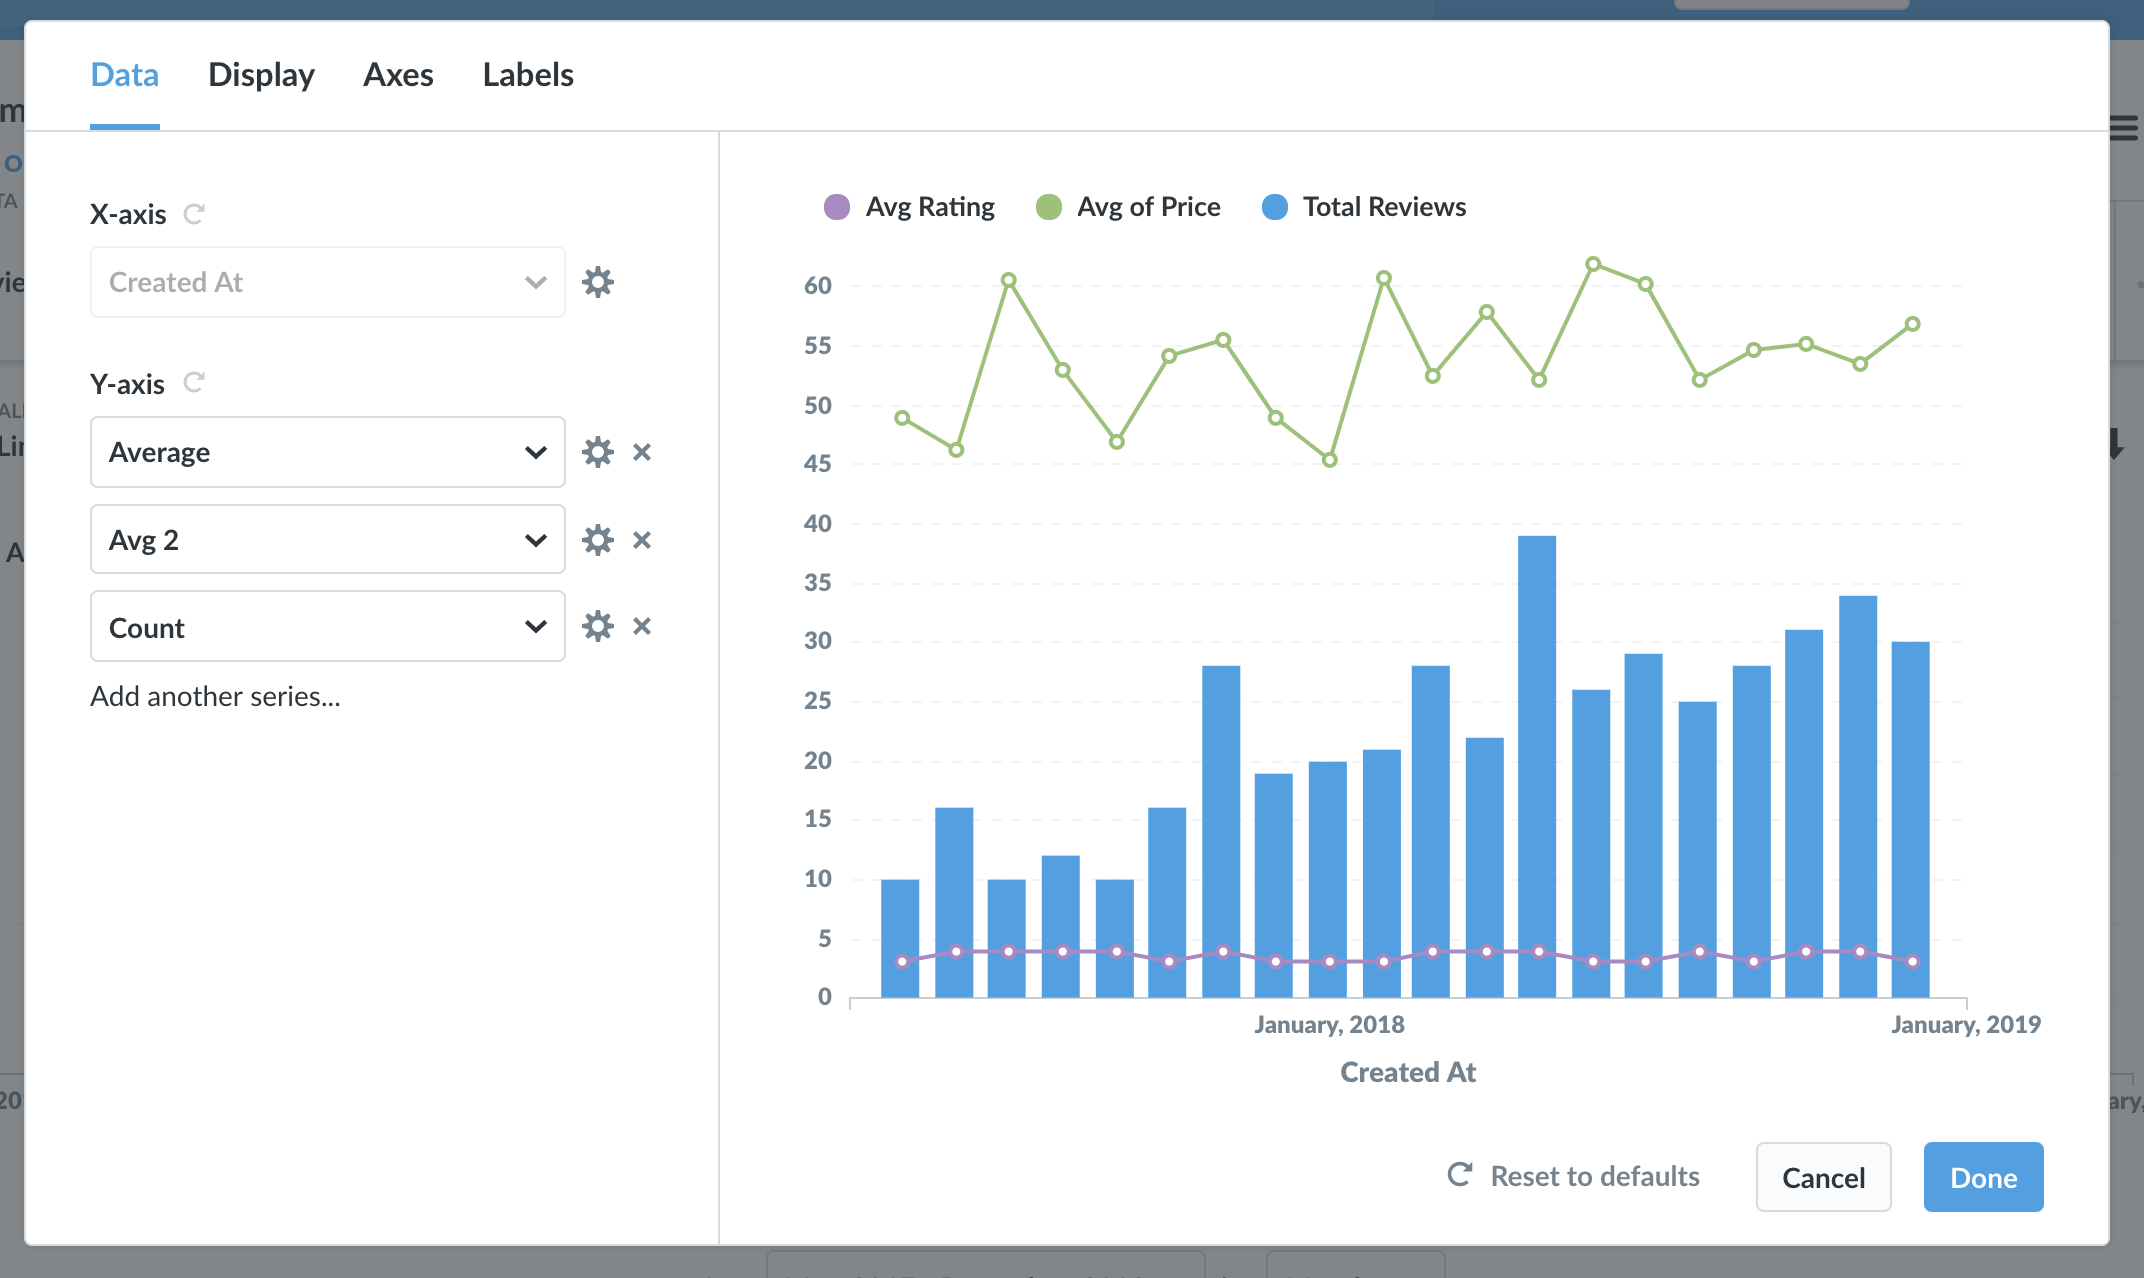 Data Display Axes Labels
X-axis
Created At
Y-axis
Average
Avg 2
Count
Add another series...
Avg Rating Avg of Price Total Reviews
60
55
50
45
40
35
30
25
20
15
10
5
0
January, 2018 January, 2019
Created At
Reset to defaults Cancel Done